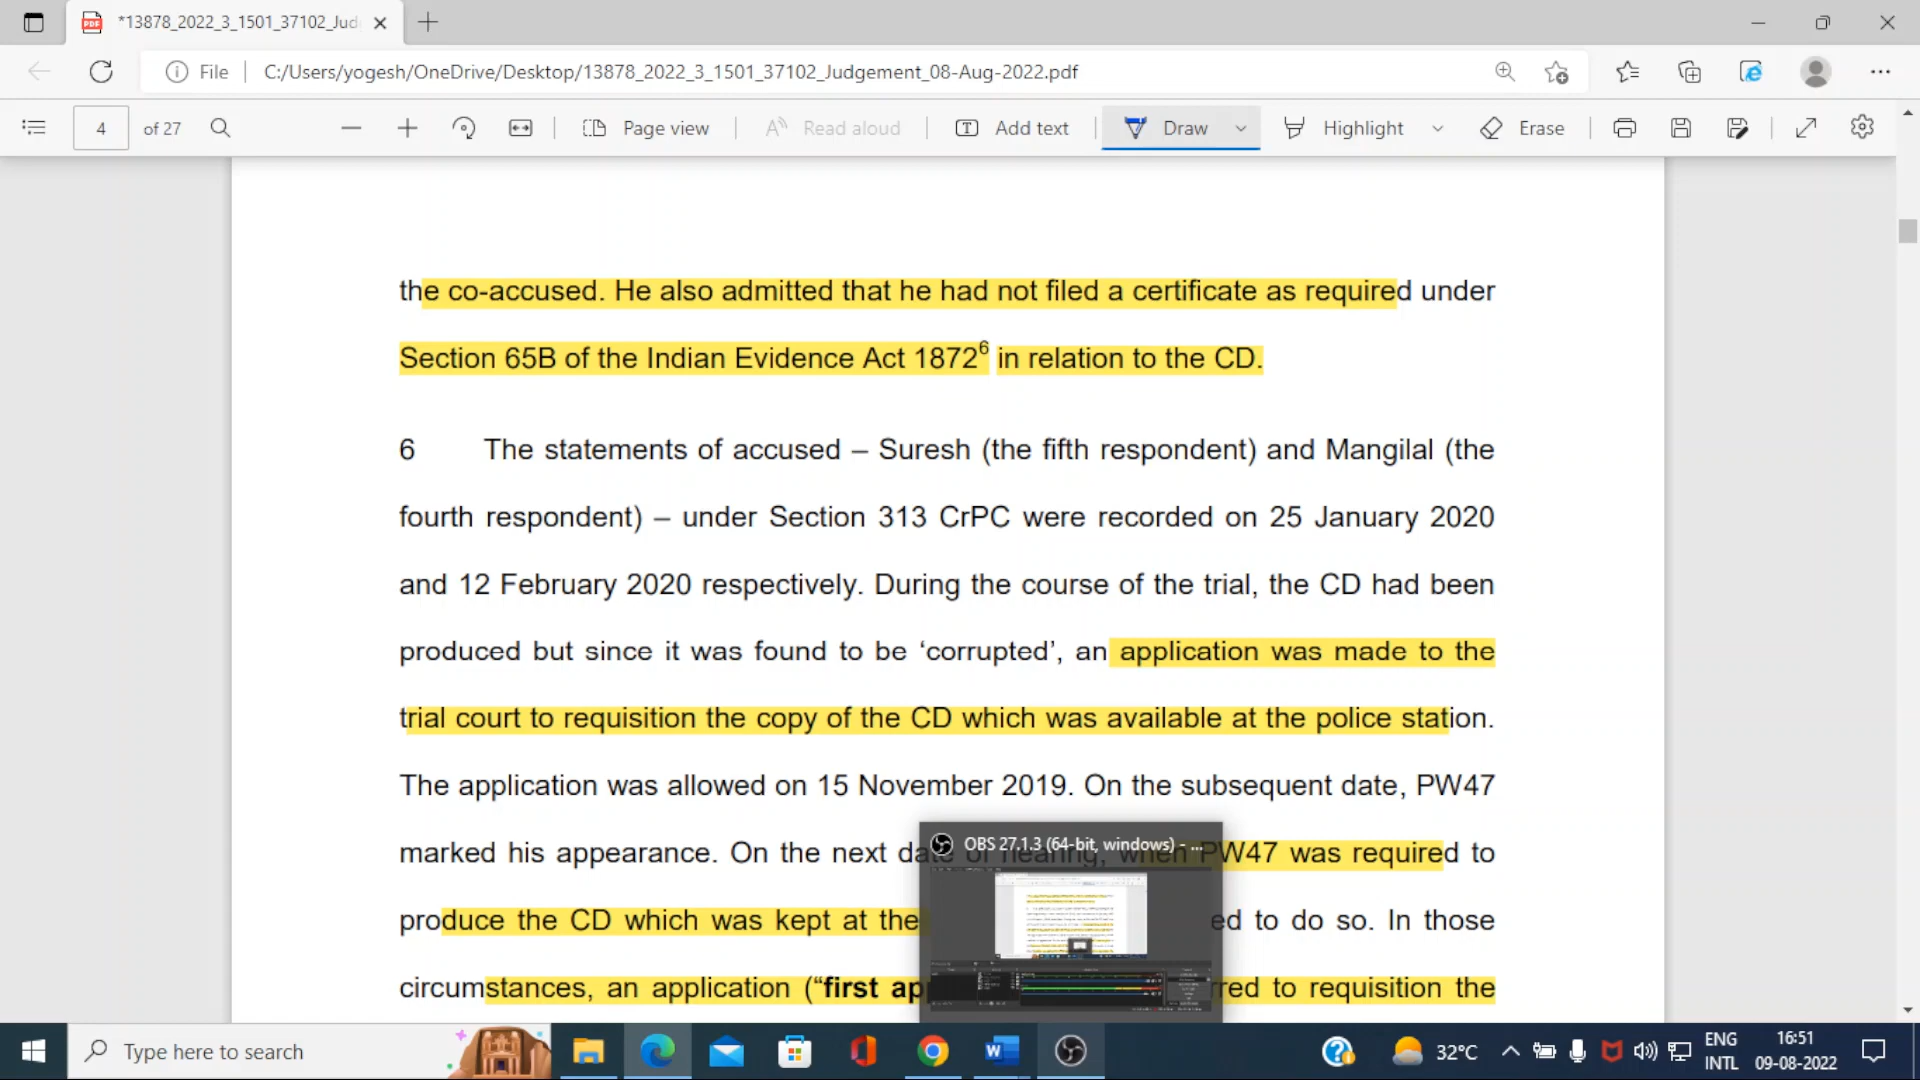 *13878_2022_3_1501_37102_Jud
File
C:/Users/yogesh/OneDrive/Desktop/13878_2022_3_1501_37102_Judgement_08-Aug-2022.pdf
4 of 27
Page view
Read aloud
Add text
Draw
Highlight
Erase
the co-accused. He also admitted that he had not filed a certificate as required under
Section 65B of the Indian Evidence Act 1872⁶ in relation to the CD.
6 The statements of accused – Suresh (the fifth respondent) and Mangilal (the
fourth respondent) – under Section 313 CrPC were recorded on 25 January 2020
and 12 February 2020 respectively. During the course of the trial, the CD had been
produced but since it was found to be ‘corrupted’, an application was made to the
trial court to requisition the copy of the CD which was available at the police station.
The application was allowed on 15 November 2019. On the subsequent date, PW47
marked his appearance. On the next date of hearing, when PW47 was required to
produce the CD which was kept at the ed to do so. In those
circumstances, an application (“first ap red to requisition the
OBS 27.1.3 (64-bit, windows) - ...
Type here to search
32°C
ENG
INTL
16:51
09-08-2022